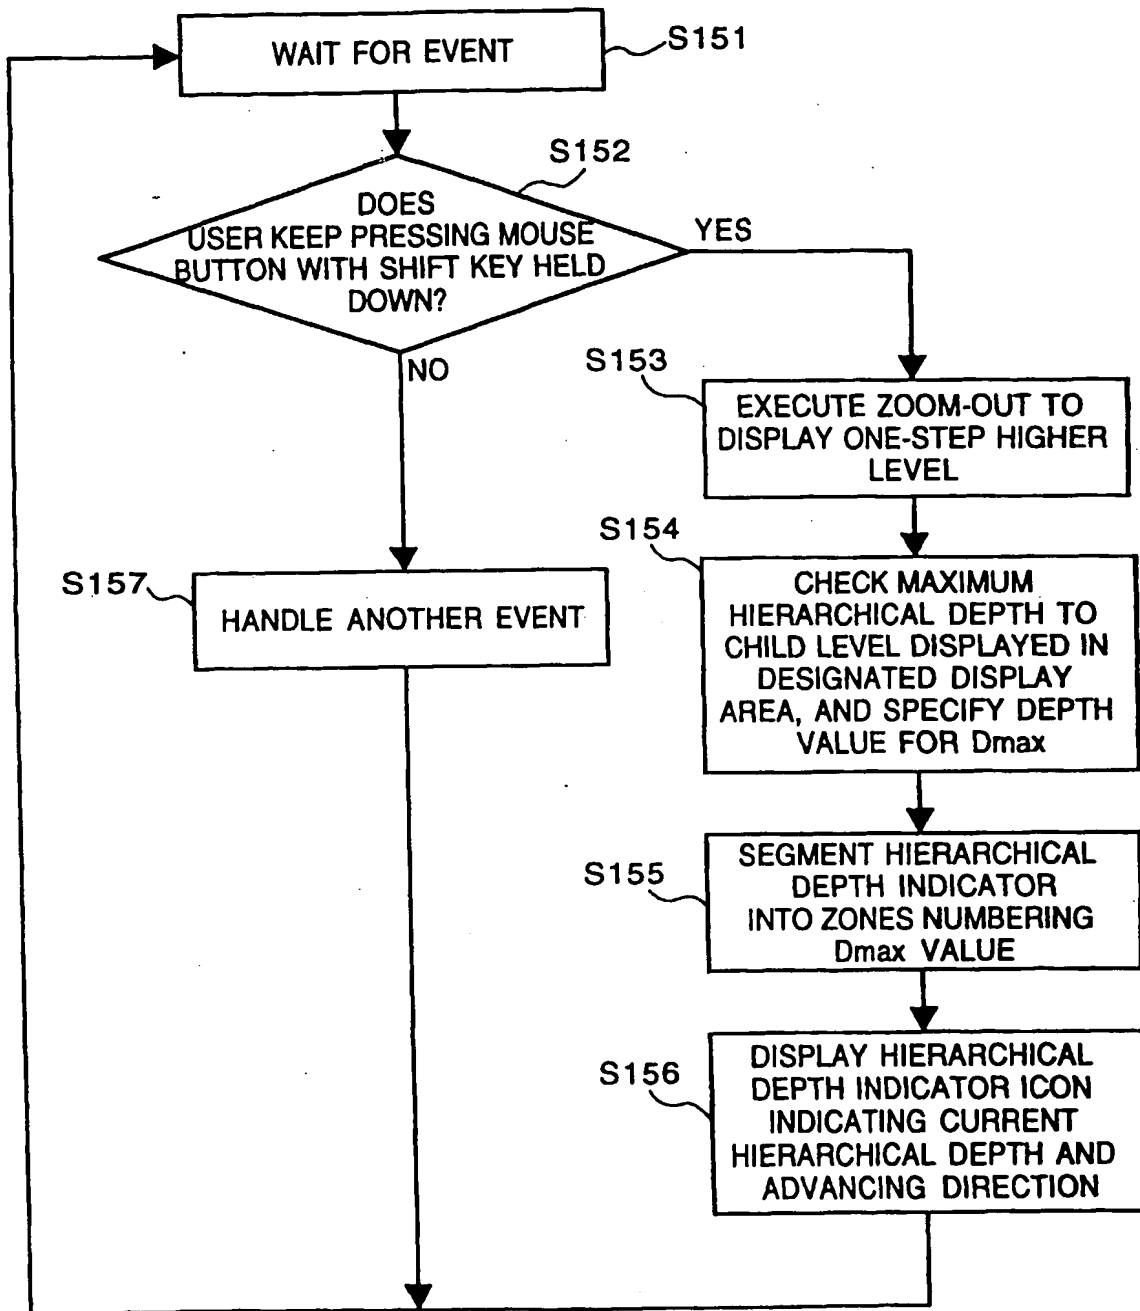 WAIT FOR EVENT
S151
S152
DOES
USER KEEP PRESSING MOUSE
BUTTON WITH SHIFT KEY HELD
DOWN?
YES
NO
S153
EXECUTE ZOOM-OUT TO
DISPLAY ONE-STEP HIGHER
LEVEL
S154
CHECK MAXIMUM
HIERARCHICAL DEPTH TO
CHILD LEVEL DISPLAYED IN
DESIGNATED DISPLAY
AREA, AND SPECIFY DEPTH
VALUE FOR Dmax
S157
HANDLE ANOTHER EVENT
S155
SEGMENT HIERARCHICAL
DEPTH INDICATOR
INTO ZONES NUMBERING
Dmax VALUE
S156
DISPLAY HIERARCHICAL
DEPTH INDICATOR ICON
INDICATING CURRENT
HIERARCHICAL DEPTH AND
ADVANCING DIRECTION